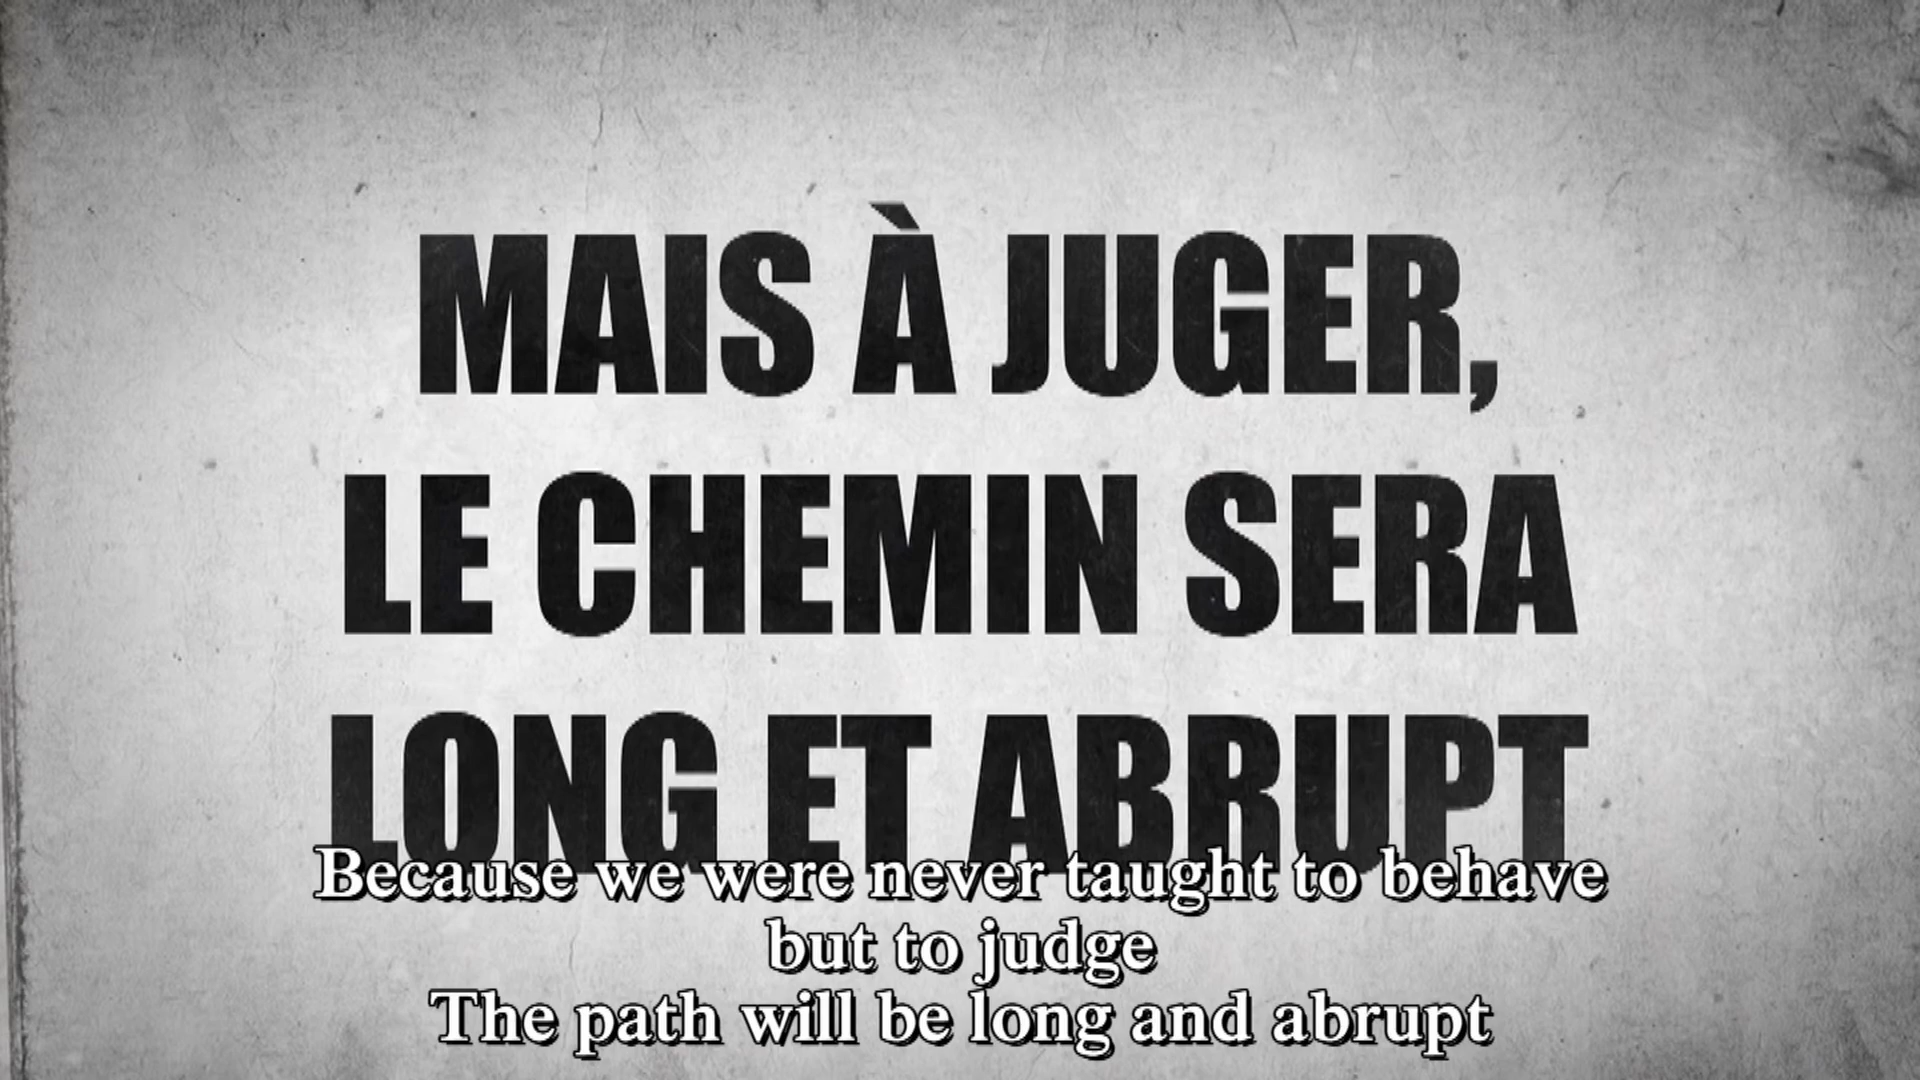 MAIS À JUGER,
LE CHEMIN SERA
LONG ET ABRUPT
Because we were never taught to behave
but to judge
The path will be long and abrupt